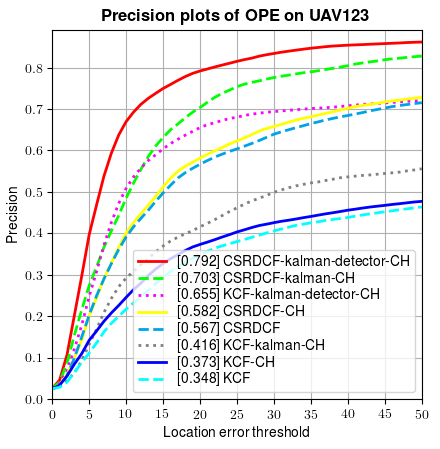 Precision plots of OPE on UAV123
Precision
0.8
0.7
0.6
0.5
0.4
0.3
0.2
0.1
0.0
[0.792] CSRDCF-kalman-detector-CH
[0.703] CSRDCF-kalman-CH
[0.655] KCF-kalman-detector-CH
[0.582] CSRDCF-CH
[0.567] CSRDCF
[0.416] KCF-kalman-CH
[0.373] KCF-CH
[0.348] KCF
0 5 10 15 20 25 30 35 40 45 50
Location error threshold